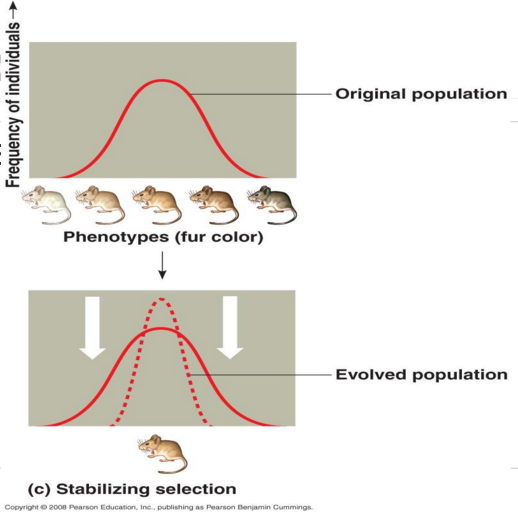 Frequency of individuals
Original population
Phenotypes (fur color)
Evolved population
(c) Stabilizing selection
Copyright © 2008 Pearson Education, Inc., publishing as Pearson Benjamin Cummings.